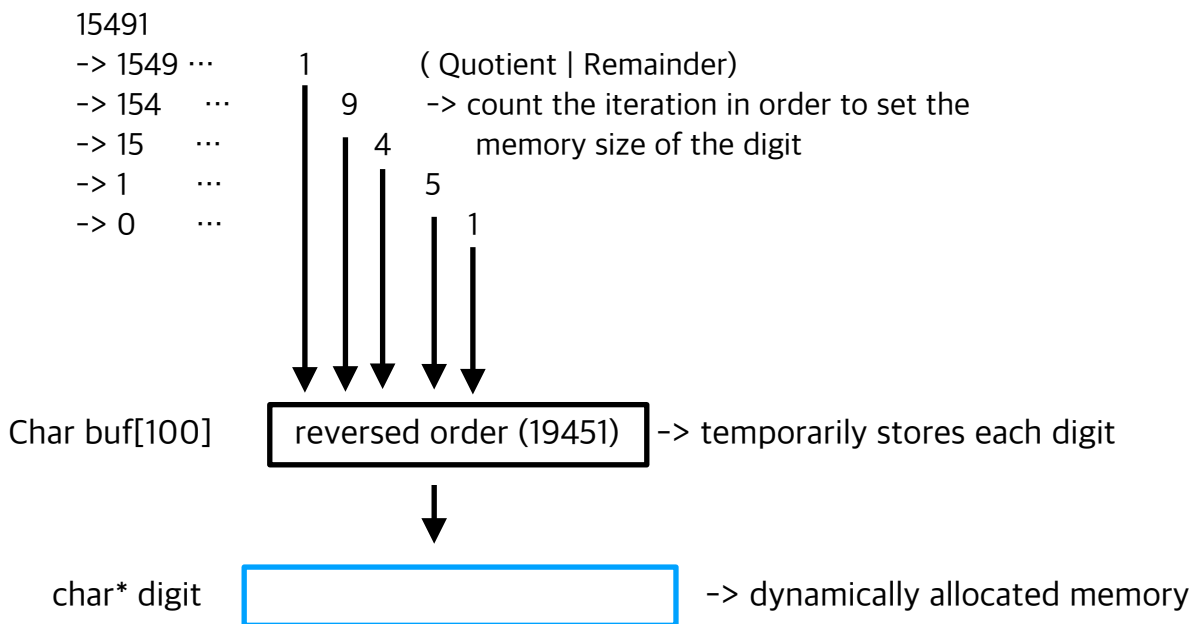 15491
-> 1549 ··· 1 ( Quotient | Remainder)
-> 154 ··· 9 -> count the iteration in order to set the
-> 15 ··· 4 memory size of the digit
-> 1 ··· 5
-> 0 ··· 1
Char buf[100] reversed order (19451) -> temporarily stores each digit
char* digit -> dynamically allocated memory